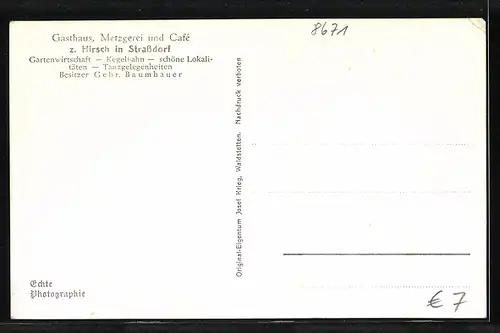 8671
Gasthaus, Metzgerei und Café
z. Hirsch in Straßdorf
Gartenwirtschaft — Kegelbahn — schöne Lokali-
täten — Tanzgelegenheiten
Besitzer Gebr. Baumhauer
Original-Eigentum Josef Krieg, Waldstetten. Nachdruck verboten
Echte
Photographie
€ 7